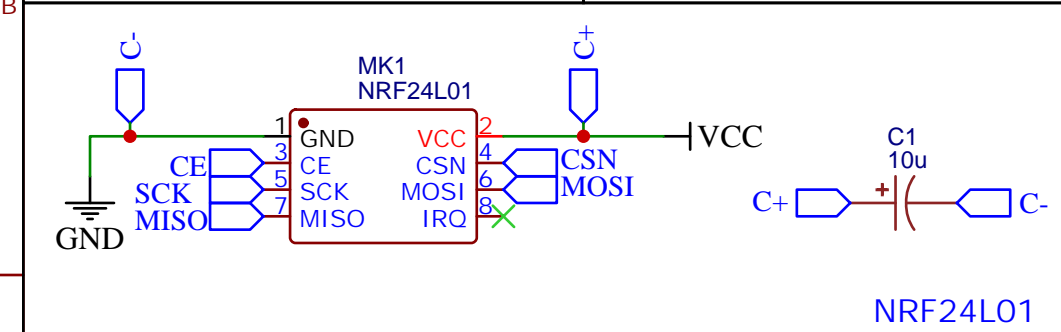 B
C-
C+
MK1
NRF24L01
1
GND
VCC
2
VCC
CE
3
CE
CSN
4
CSN
SCK
5
SCK
MOSI
6
MOSI
MISO
7
MISO
IRQ
8
GND
C1
10u
C+
+
C-
NRF24L01